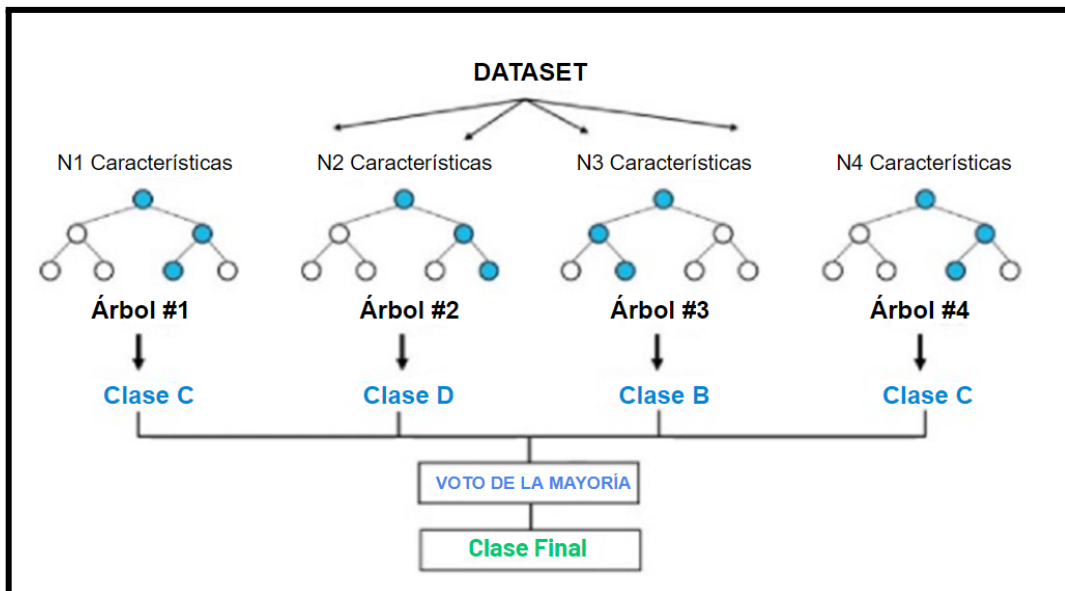 DATASET
N1 Características
N2 Características
N3 Características
N4 Características
Árbol #1
Árbol #2
Árbol #3
Árbol #4
Clase C
Clase D
Clase B
Clase C
VOTO DE LA MAYORÍA
Clase Final